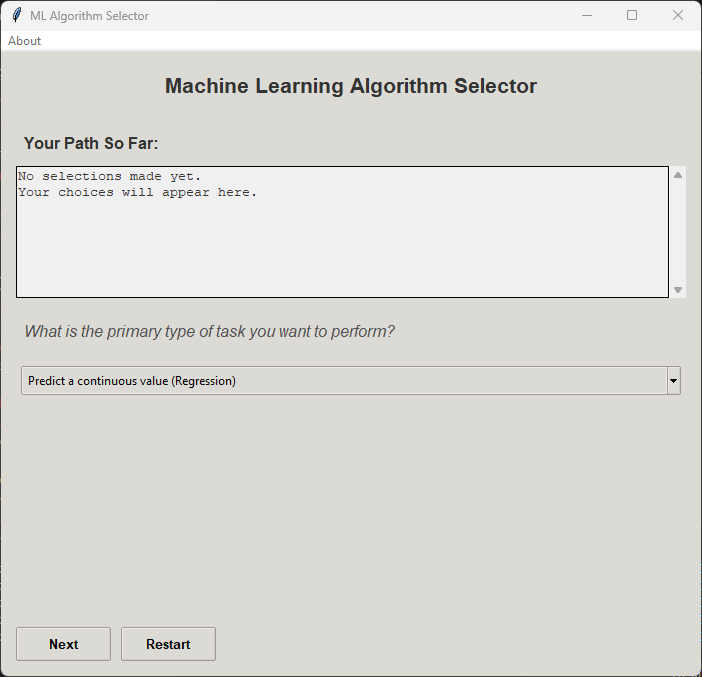 ML Algorithm Selector
About
Machine Learning Algorithm Selector
Your Path So Far:
No selections made yet.
Your choices will appear here.
What is the primary type of task you want to perform?
Predict a continuous value (Regression)
Next Restart